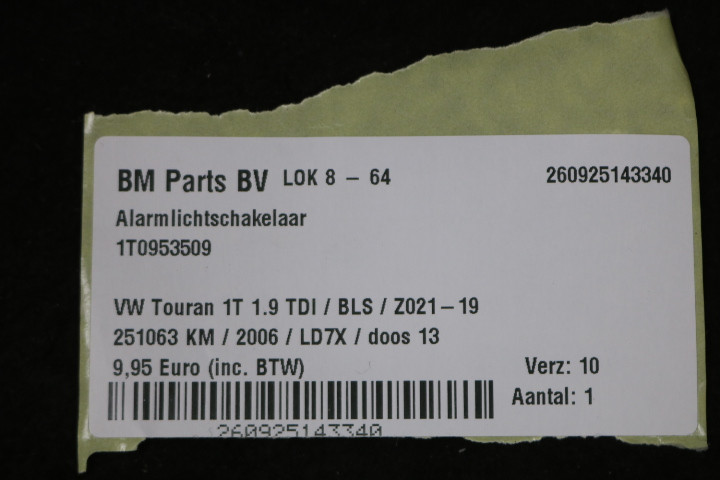 BM Parts BV LOK 8 - 64 260925143340
Alarmlichtschakelaar
1T0953509
VW Touran 1T 1.9 TDI / BLS / Z021-19
251063 KM / 2006 / LD7X / doos 13
9,95 Euro (inc. BTW) Verz: 10
Aantal: 1
260925143340